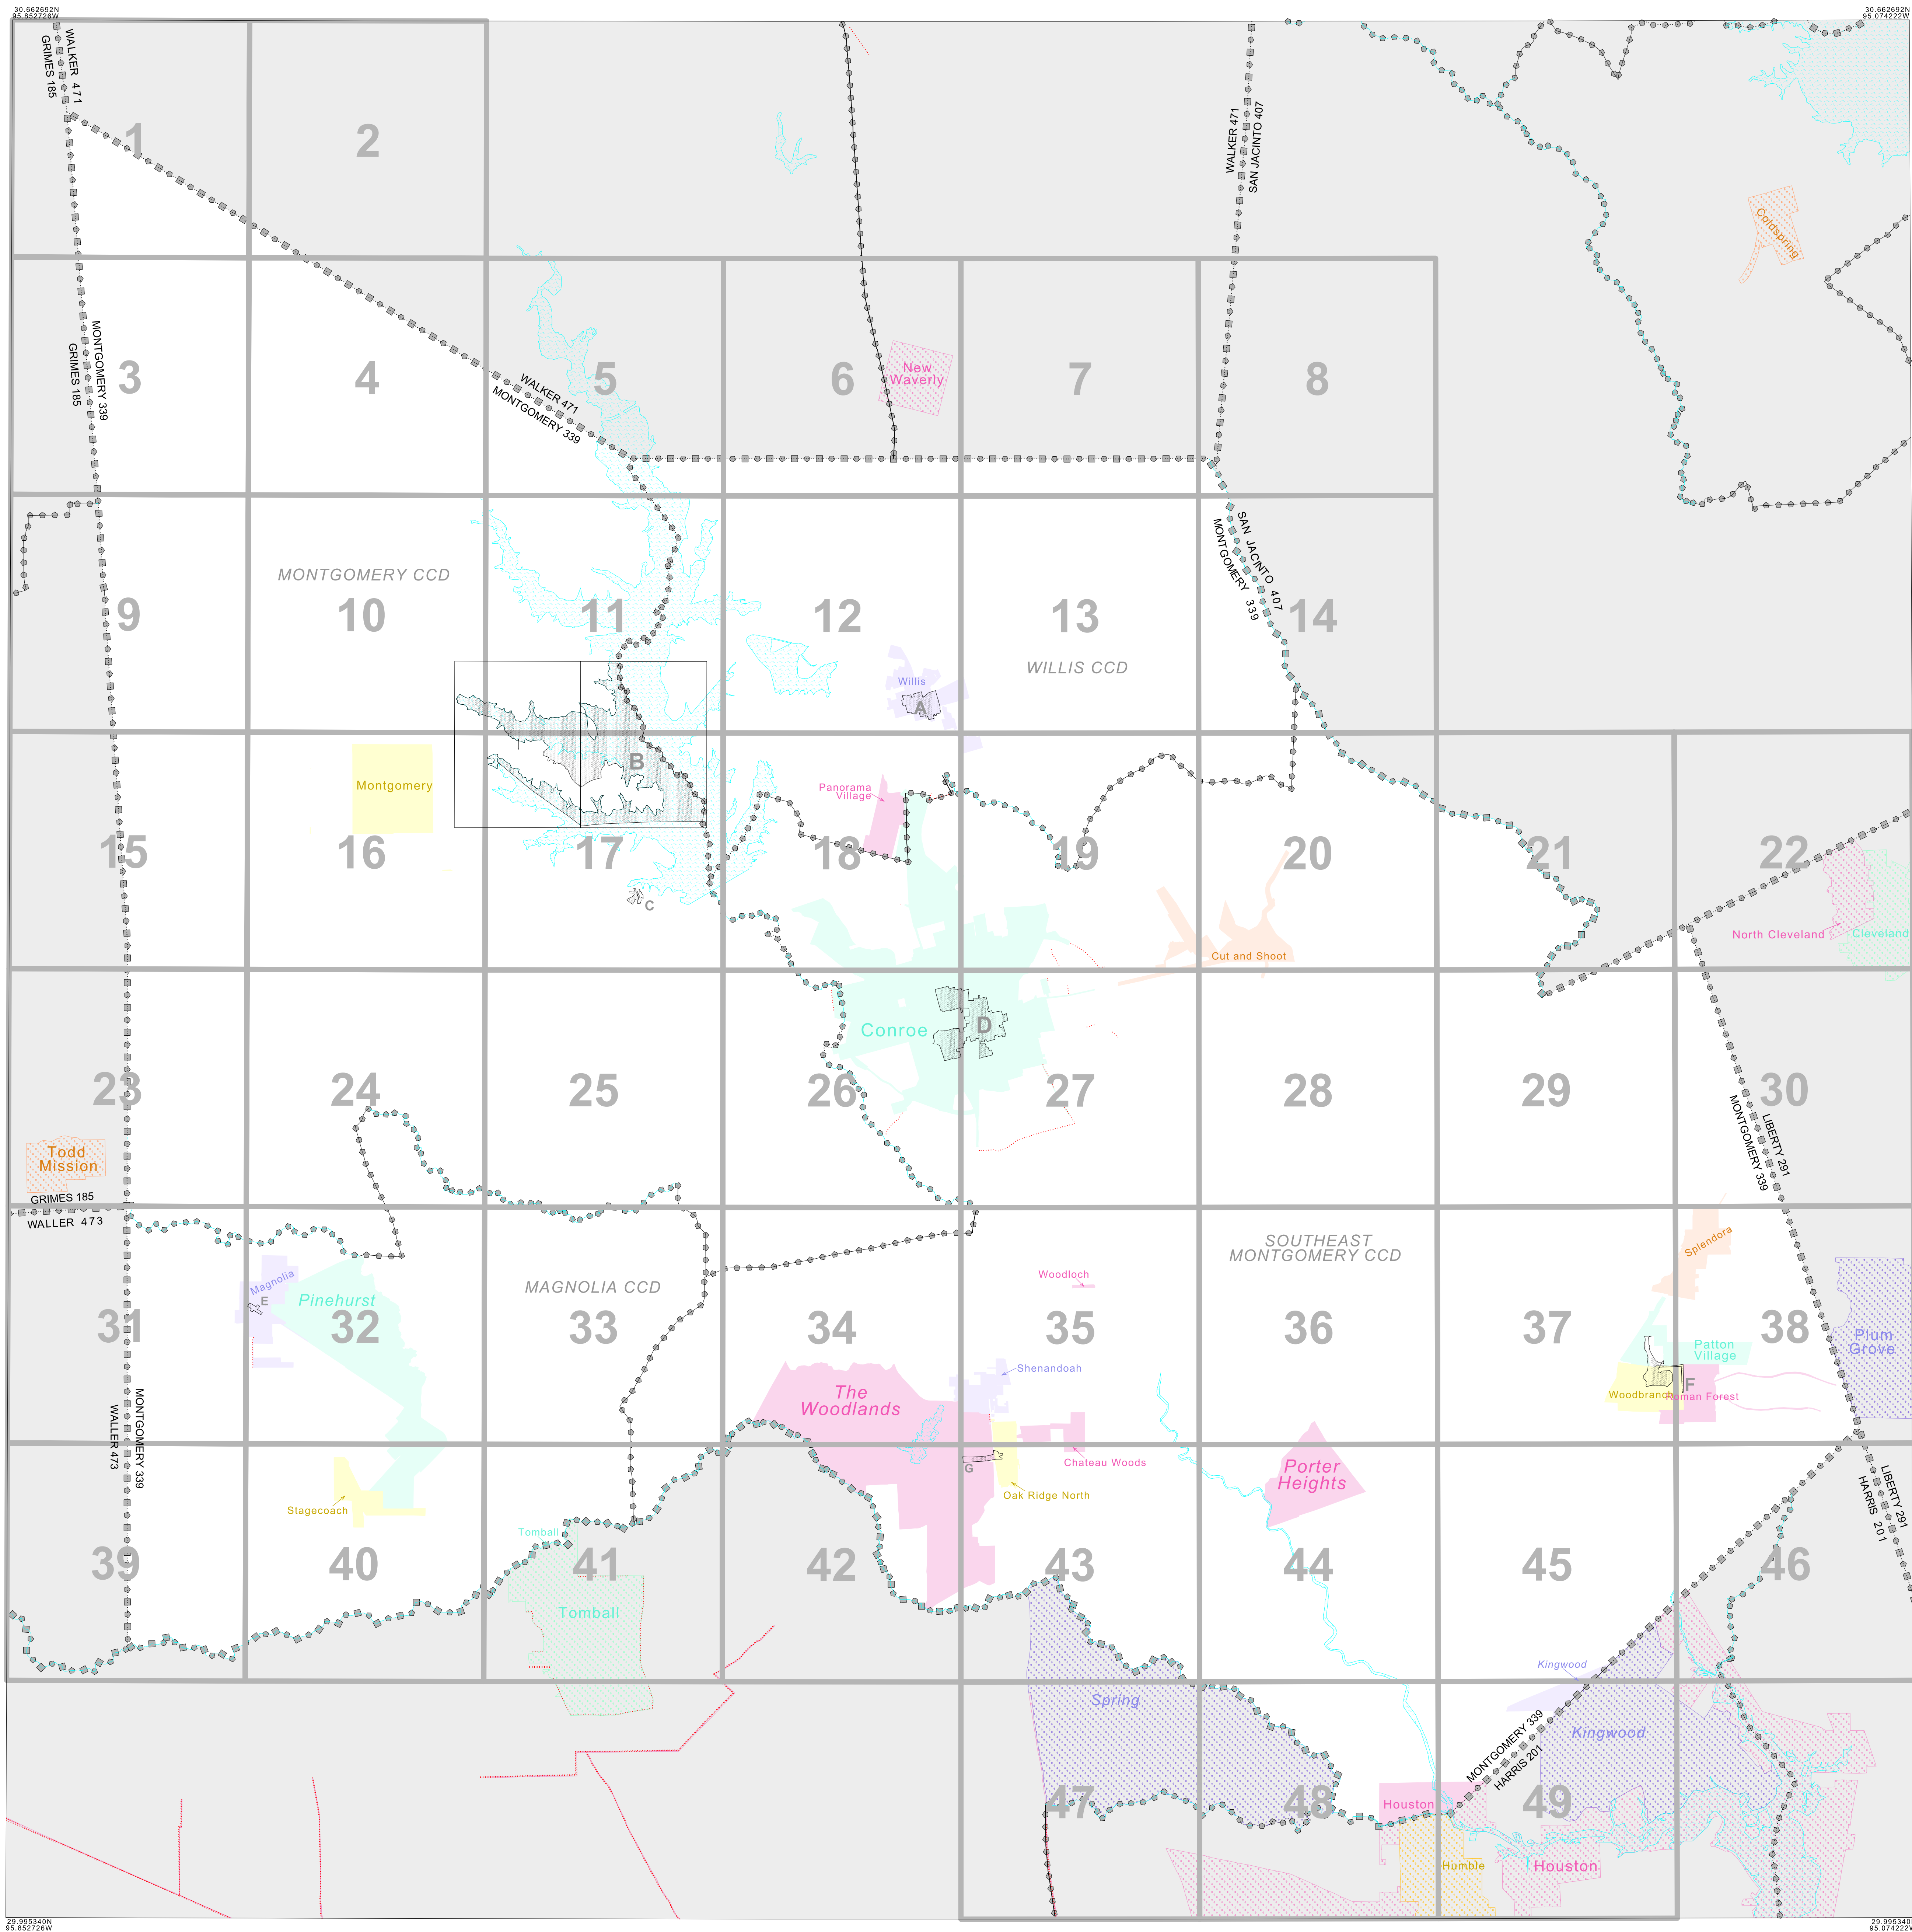 30.662692N
95.852726W
30.662692N
95.074222W
WALKER 471
GRIMES 185
WALKER 471
SAN JACINTO 407
1
2
Coldspring
MONTGOMERY 339
GRIMES 185
3
4
5
6
7
8
New
Waverly
WALKER 471
MONTGOMERY 339
SAN JACINTO 407
MONTGOMERY 339
MONTGOMERY CCD
9
10
11
12
13
14
WILLIS CCD
Willis
A
B
Montgomery
Panorama
Village
15
16
17
18
19
20
21
22
C
North Cleveland
Cleveland
Cut and Shoot
Conroe
D
23
24
25
26
27
28
29
30
LIBERTY 291
MONTGOMERY 339
Todd
Mission
GRIMES 185
WALLER 473
SOUTHEAST
MONTGOMERY CCD
Splendora
Woodloch
MAGNOLIA CCD
Magnolia
E
Pinehurst
31
32
33
34
35
36
37
38
Plum
Grove
Patton
Village
Shenandoah
The
Woodlands
F
Woodbranch
Roman Forest
MONTGOMERY 339
WALLER 473
Chateau Woods
G
Porter
Heights
Oak Ridge North
Stagecoach
LIBERTY 291
HARRIS 201
Tomball
39
40
41
42
43
44
45
46
Tomball
Kingwood
Spring
Kingwood
MONTGOMERY 339
HARRIS 201
47
48
49
Houston
Humble
Houston
29.995340N
95.852726W
29.995340N
95.074222W